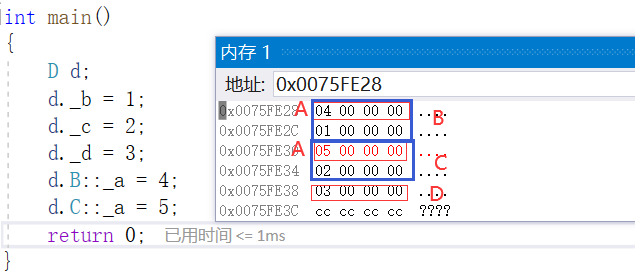 int main()
{
D d;
d._b = 1;
d._c = 2;
d._d = 3;
d.B::_a = 4;
d.C::_a = 5;
return 0; 已用时间 <= 1ms
}
内存 1
地址: 0x0075FE28
0x0075FE28 A 04 00 00 00 ....
B
0x0075FE2C 01 00 00 00 ....
0x0075FE30 A 05 00 00 00 ....
C
0x0075FE34 02 00 00 00 ....
0x0075FE38 03 00 00 00 .... D
0x0075FE3C cc cc cc cc ????